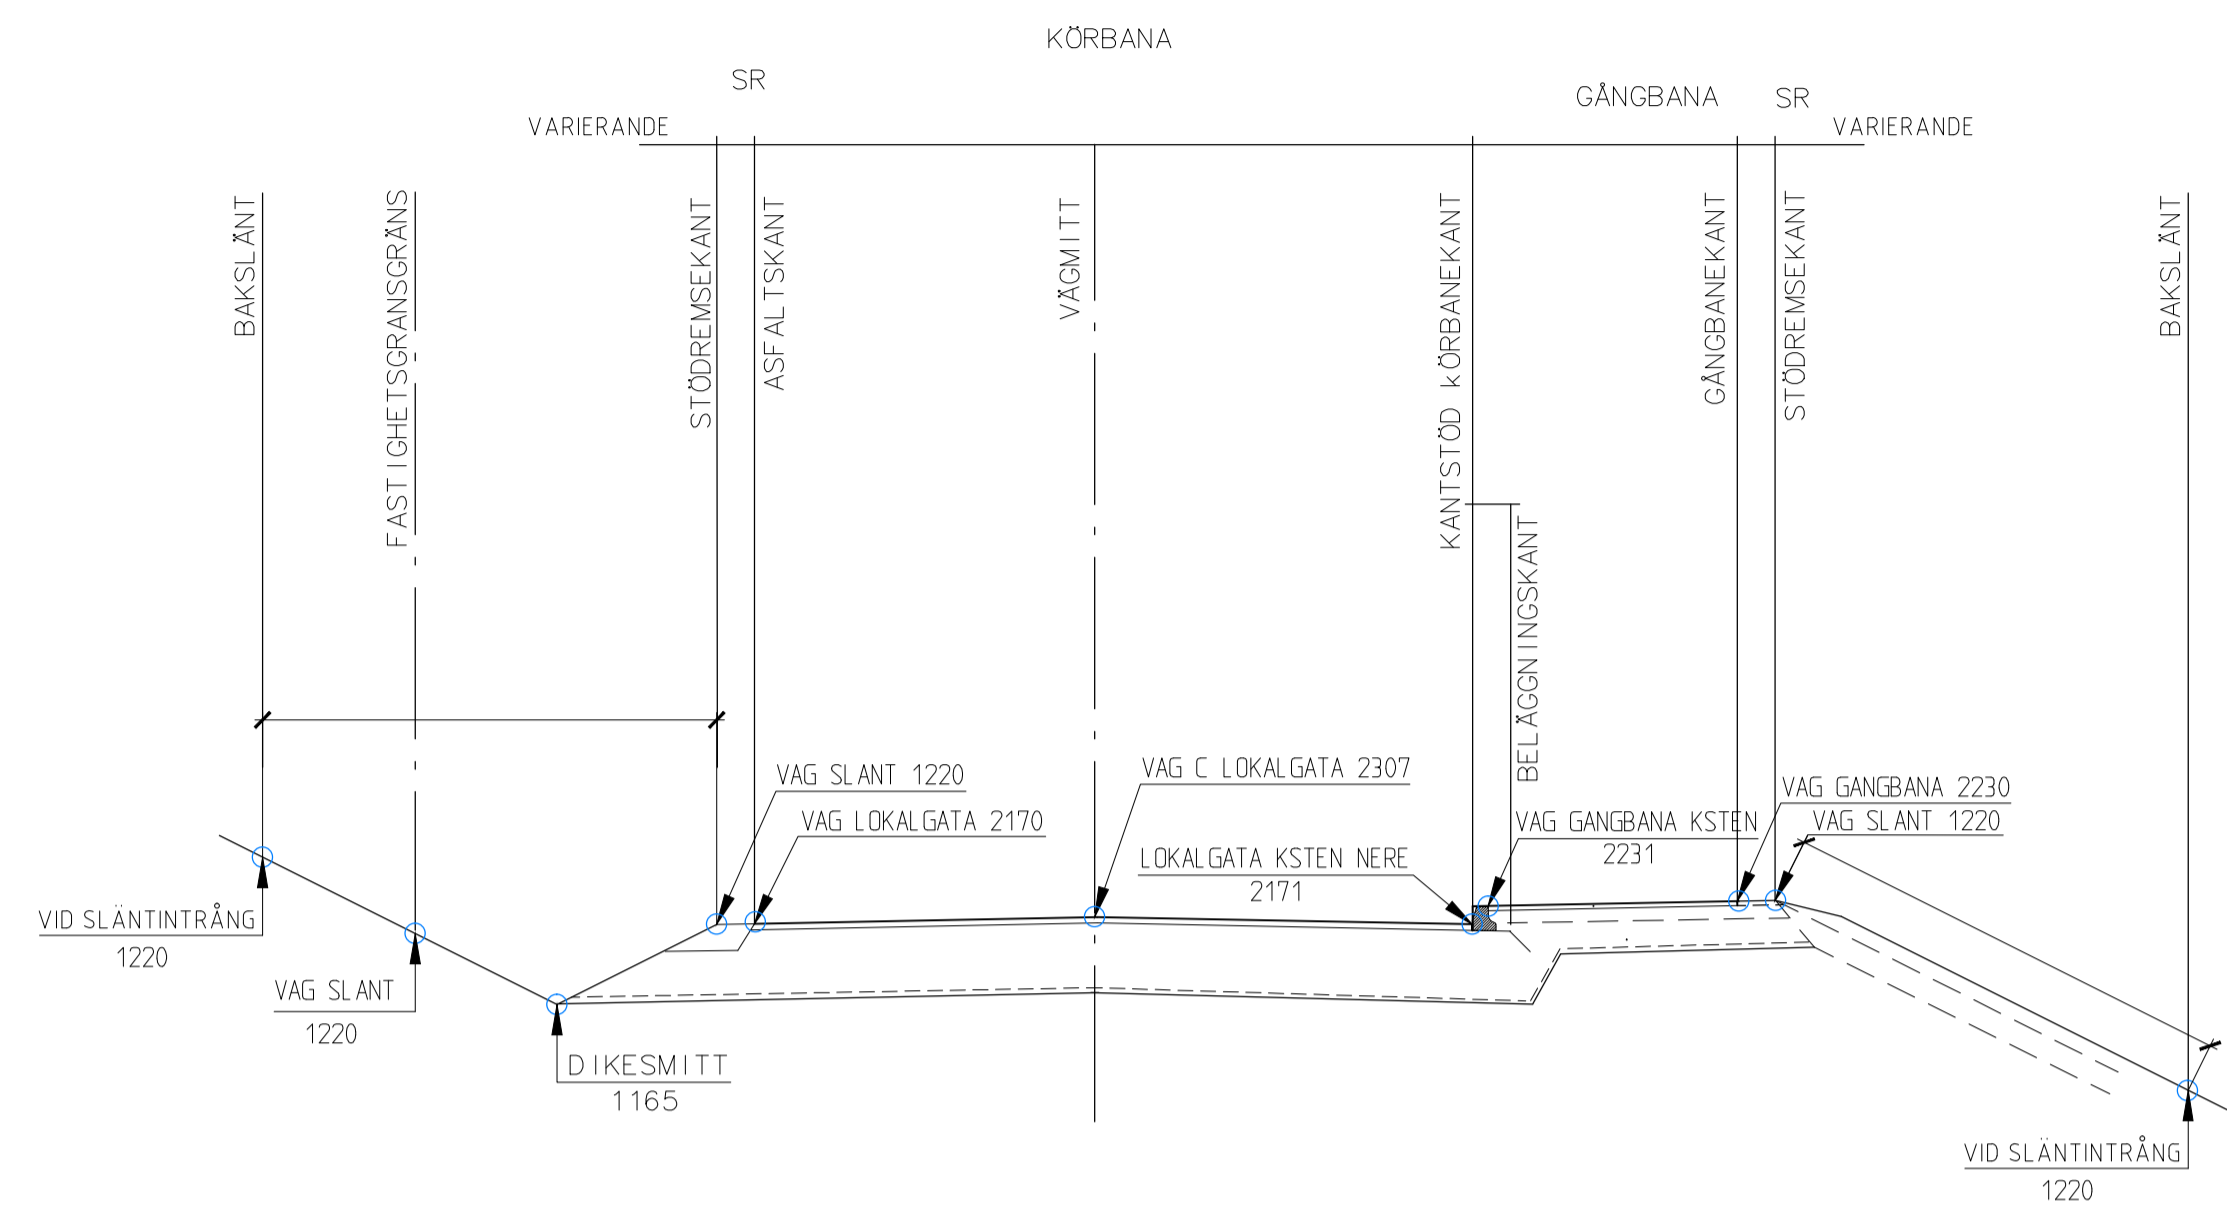 KÖRBANA
SR
GÅNGBANA
SR
VARIERANDE
VARIERANDE
BAKSLÄNT
FASTIGHETSGRANSGRÄNS
STÖDREMSEKANT
ASFALTSKANT
VÄGMITT
KANTSTÖD kÖRBANEKANT
BELÄGGNINGSKANT
GÅNGBANEKANT
STÖDREMSEKANT
BAKSLÄNT
VAG SLANT 1220
VAG LOKALGATA 2170
VAG C LOKALGATA 2307
LOKALGATA KSTEN NERE
2171
VAG GANGBANA KSTEN
2231
VAG GANGBANA 2230
VAG SLANT 1220
VID SLÄNTINTRÅNG
1220
VAG SLANT
1220
DIKESMITT
1165
VID SLÄNTINTRÅNG
1220